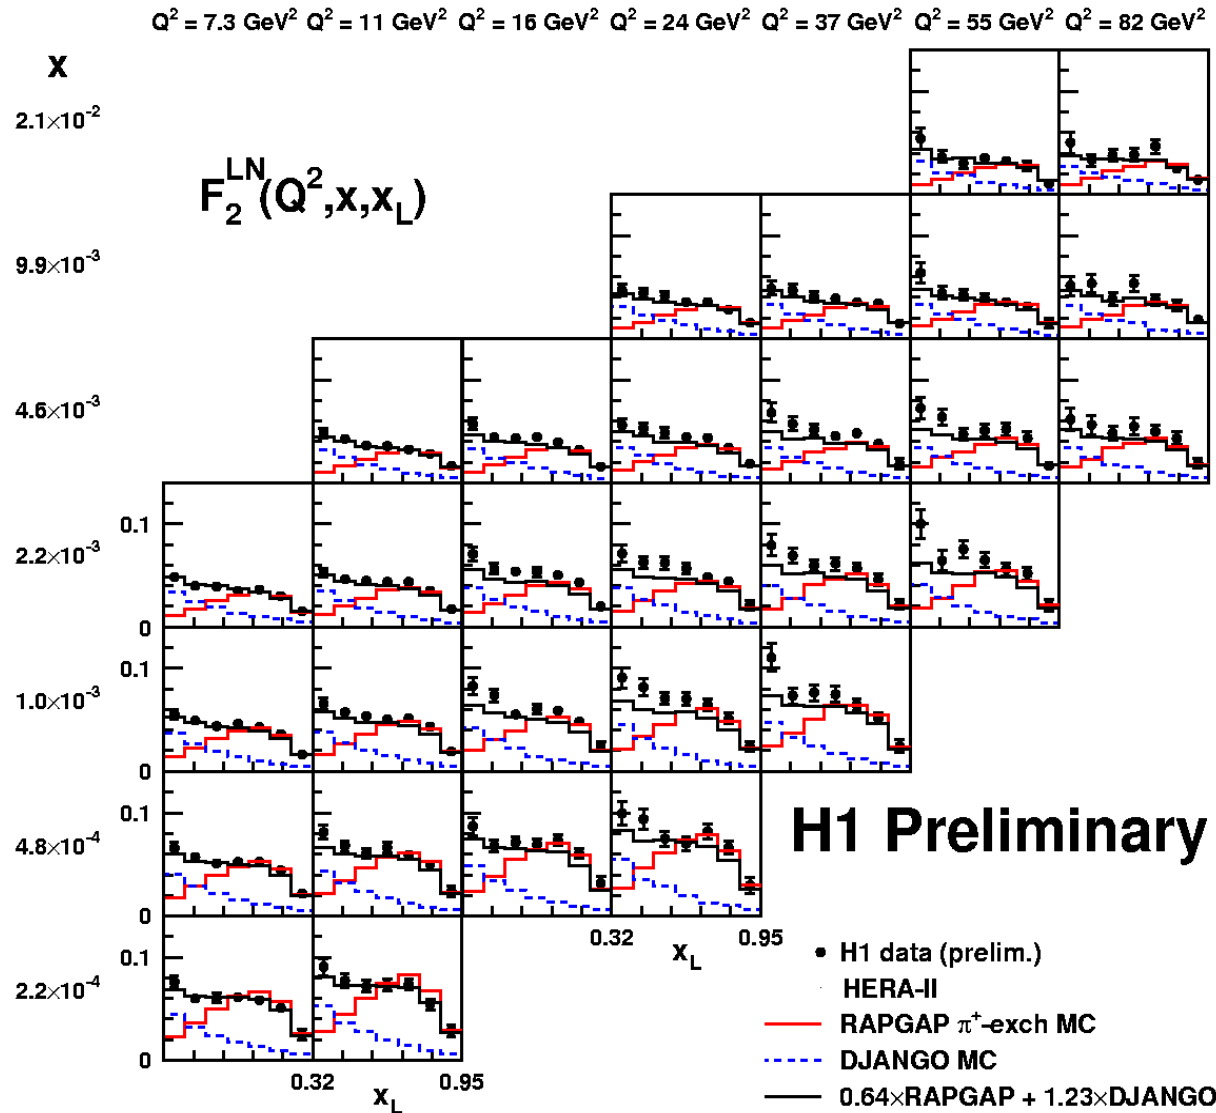 Q² = 7.3 GeV² Q² = 11 GeV² Q² = 16 GeV² Q² = 24 GeV² Q² = 37 GeV² Q² = 55 GeV² Q² = 82 GeV²
x
2.1×10⁻²
F₂ᴸᴺ(Q²,x,x_L)
9.9×10⁻³
4.6×10⁻³
0.1
2.2×10⁻³
0
0.1
1.0×10⁻³
0
0.1
H1 Preliminary
4.8×10⁻⁴
0
0.32 x_L 0.95
0.1
2.2×10⁻⁴
0
0.32 x_L 0.95
H1 data (prelim.)
HERA-II
RAPGAP π⁺-exch MC
DJANGO MC
0.64×RAPGAP + 1.23×DJANGO